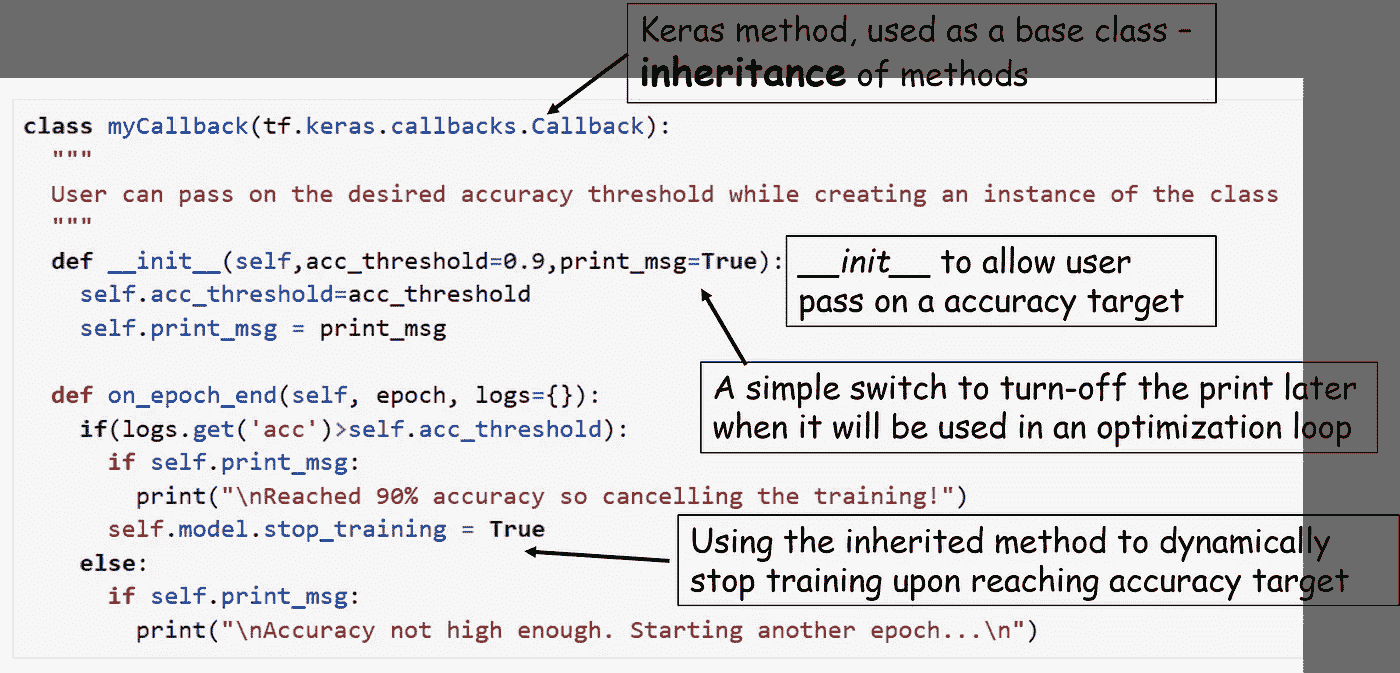 Keras method, used as a base class –
inheritance of methods
class myCallback(tf.keras.callbacks.Callback):
"""
User can pass on the desired accuracy threshold while creating an instance of the class
"""
def __init__(self,acc_threshold=0.9,print_msg=True):
self.acc_threshold=acc_threshold
self.print_msg = print_msg
__init__ to allow user
pass on a accuracy target
A simple switch to turn-off the print later
when it will be used in an optimization loop
def on_epoch_end(self, epoch, logs={}):
if(logs.get('acc')>self.acc_threshold):
if self.print_msg:
print("\nReached 90% accuracy so cancelling the training!")
self.model.stop_training = True
Using the inherited method to dynamically
stop training upon reaching accuracy target
else:
if self.print_msg:
print("\nAccuracy not high enough. Starting another epoch...\n")